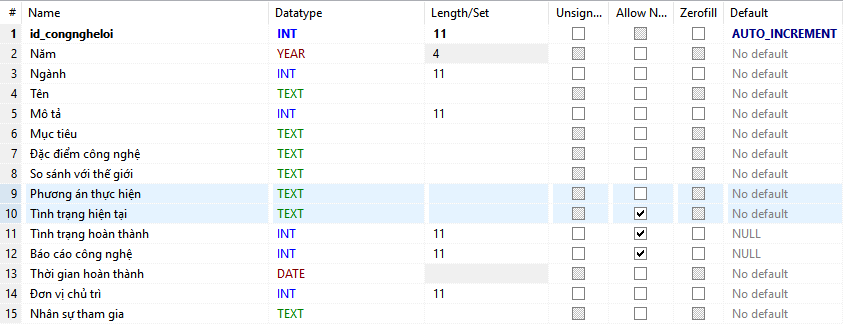 # Name Datatype Length/Set Unsign... Allow N... Zerofill Default
1 id_congngheloi INT 11 AUTO_INCREMENT
2 Năm YEAR 4 No default
3 Ngành INT 11 No default
4 Tên TEXT No default
5 Mô tả INT 11 No default
6 Mục tiêu TEXT No default
7 Đặc điểm công nghệ TEXT No default
8 So sánh với thế giới TEXT No default
9 Phương án thực hiện TEXT No default
10 Tình trạng hiện tại TEXT No default
11 Tình trạng hoàn thành INT 11 NULL
12 Báo cáo công nghệ INT 11 NULL
13 Thời gian hoàn thành DATE No default
14 Đơn vị chủ trì INT 11 No default
15 Nhân sự tham gia TEXT No default